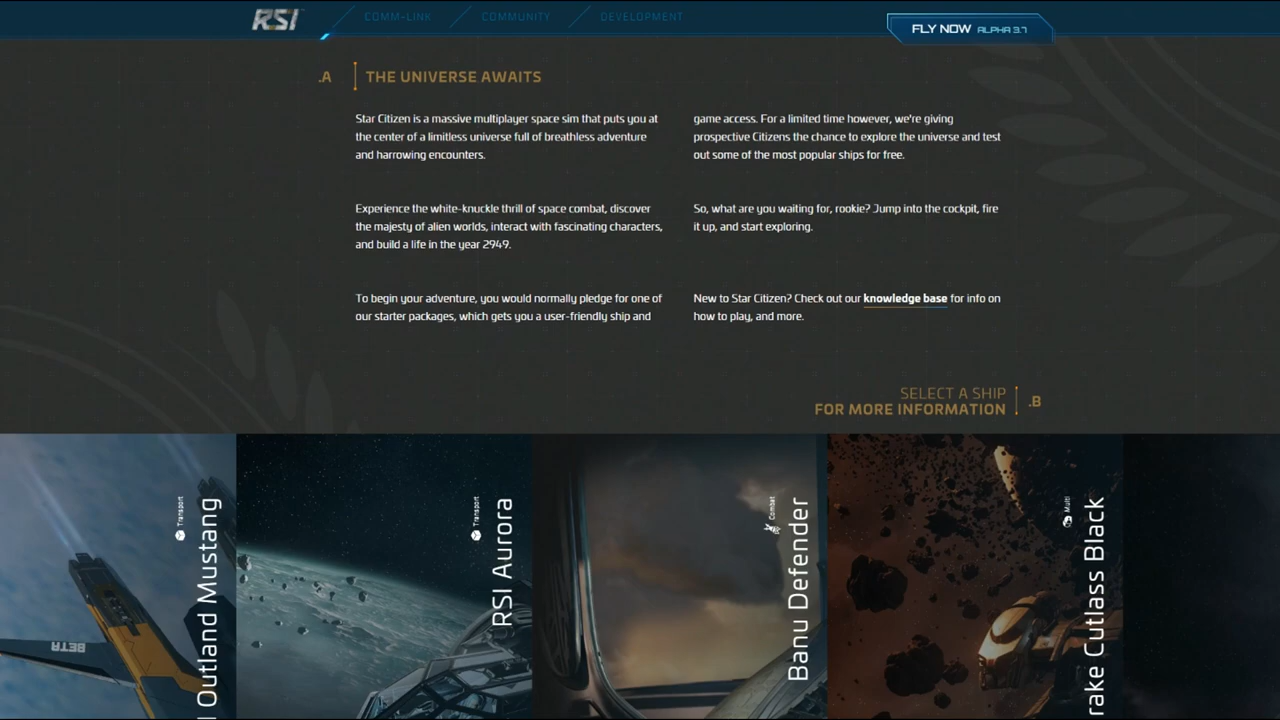 RSI
COMM-LINK
COMMUNITY
DEVELOPMENT
FLY NOW ALPHA 3.7
.A
THE UNIVERSE AWAITS
Star Citizen is a massive multiplayer space sim that puts you at
the center of a limitless universe full of breathless adventure
and harrowing encounters.
Experience the white-knuckle thrill of space combat, discover
the majesty of alien worlds, interact with fascinating characters,
and build a life in the year 2949.
To begin your adventure, you would normally pledge for one of
our starter packages, which gets you a user-friendly ship and
game access. For a limited time however, we're giving
prospective Citizens the chance to explore the universe and test
out some of the most popular ships for free.
So, what are you waiting for, rookie? Jump into the cockpit, fire
it up, and start exploring.
New to Star Citizen? Check out our knowledge base for info on
how to play, and more.
SELECT A SHIP
FOR MORE INFORMATION
.B
Transport
Outland Mustang
BETA
Transport
RSI Aurora
Combat
Banu Defender
Multi
rake Cutlass Black